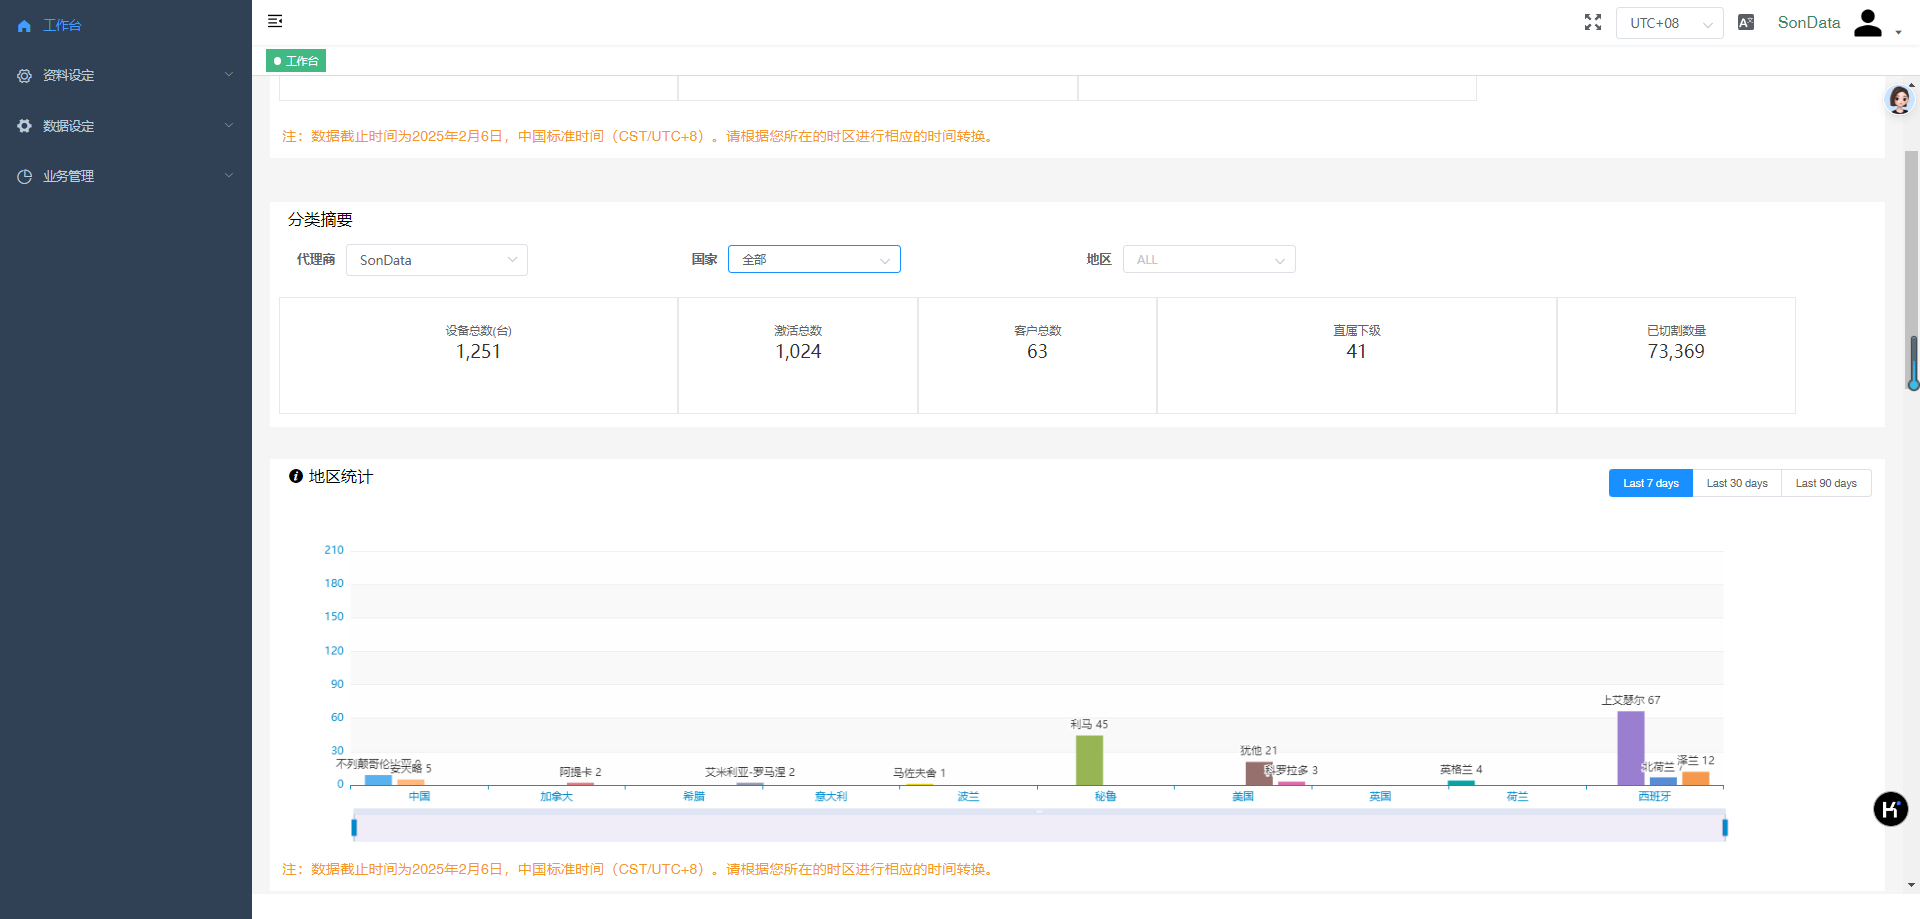 工作台
资料设定
数据设定
业务管理
UTC+08
SonData
工作台
注：数据截止时间为2025年2月6日，中国标准时间（CST/UTC+8）。请根据您所在的时区进行相应的时间转换。
分类摘要
代理商 SonData 国家 全部 地区 ALL
设备总数(台) 激活总数 客户总数 直属下级 已切割数量
1,251 1,024 63 41 73,369
地区统计
Last 7 days Last 30 days Last 90 days
210
180
150
120
90
60
30
0
上艾瑟尔 67
利马 45
犹他 21
泽兰 12
不列颠哥伦比亚
安大略 5
阿提卡 2
艾米利亚-罗马涅 2
马佐夫舍 1
科罗拉多 3
英格兰 4
北荷兰 7
中国 加拿大 希腊 意大利 波兰 秘鲁 美国 英国 荷兰 西班牙
注：数据截止时间为2025年2月6日，中国标准时间（CST/UTC+8）。请根据您所在的时区进行相应的时间转换。